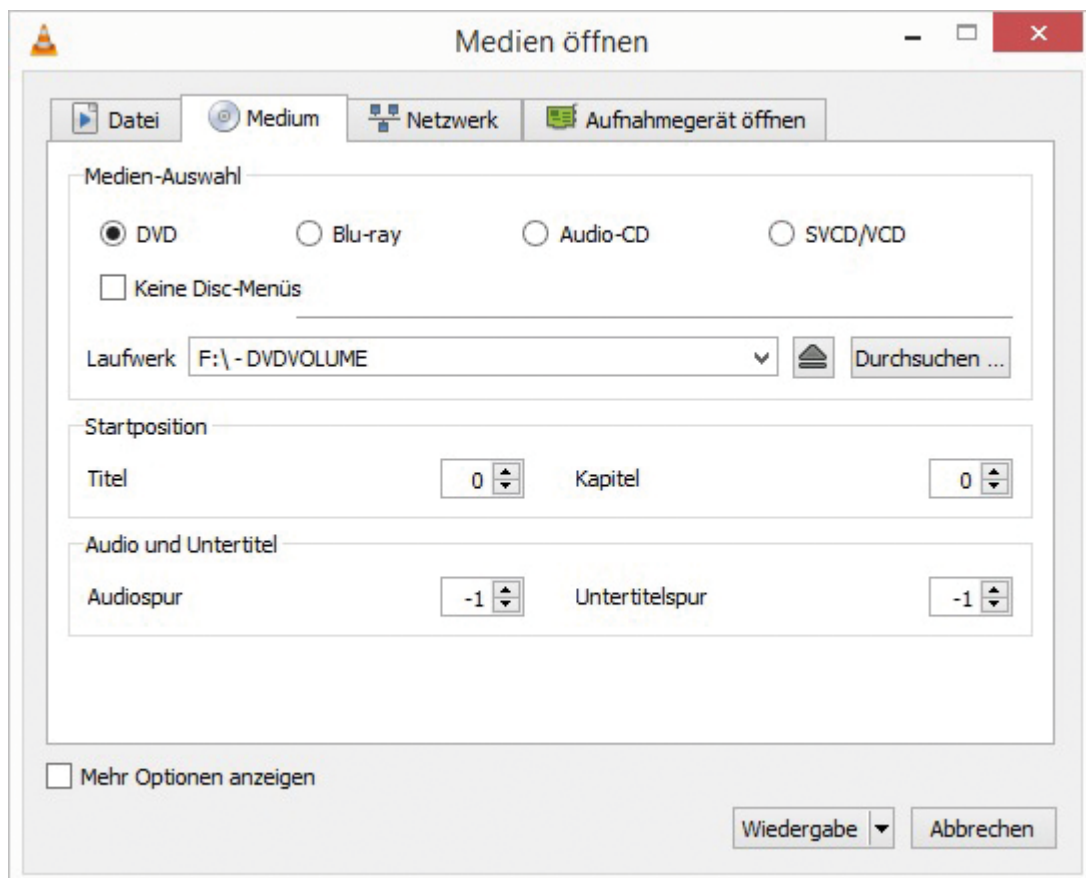 Medien öffnen
Datei Medium Netzwerk Aufnahmegerät öffnen
Medien-Auswahl
DVD Blu-ray Audio-CD SVCD/VCD
Keine Disc-Menüs
Laufwerk F:\ - DVDVOLUME Durchsuchen ...
Startposition
Titel 0 Kapitel 0
Audio und Untertitel
Audiospur -1 Untertitelspur -1
Mehr Optionen anzeigen
Wiedergabe Abbrechen